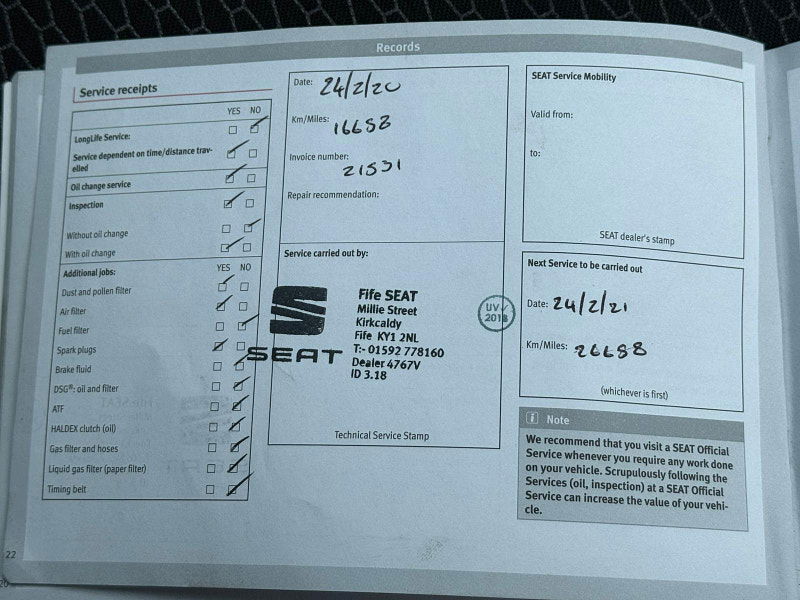 Records
Service receipts
YES NO
LongLife Service:
Service dependent on time/distance trav-
elled
Oil change service
Inspection
Without oil change
With oil change
Additional jobs:
YES NO
Dust and pollen filter
Air filter
Fuel filter
Spark plugs
Brake fluid
DSG®: oil and filter
ATF
HALDEX clutch (oil)
Gas filter and hoses
Liquid gas filter (paper filter)
Timing belt
22
Date: 24/2/20
Km/Miles: 16658
Invoice number:
21531
Repair recommendation:
Service carried out by:
SEAT
Fife SEAT
Millie Street
Kirkcaldy
Fife KY1 2NL
T:- 01592 778160
Dealer 4767V
ID 3.18
UV✓
2018
Technical Service Stamp
SEAT Service Mobility
Valid from:
to:
SEAT dealer's stamp
Next Service to be carried out
Date: 24/2/21
Km/Miles: 26658
(whichever is first)
i Note
We recommend that you visit a SEAT Official
Service whenever you require any work done
on your vehicle. Scrupulously following the
Services (oil, inspection) at a SEAT Official
Service can increase the value of your vehi-
cle.